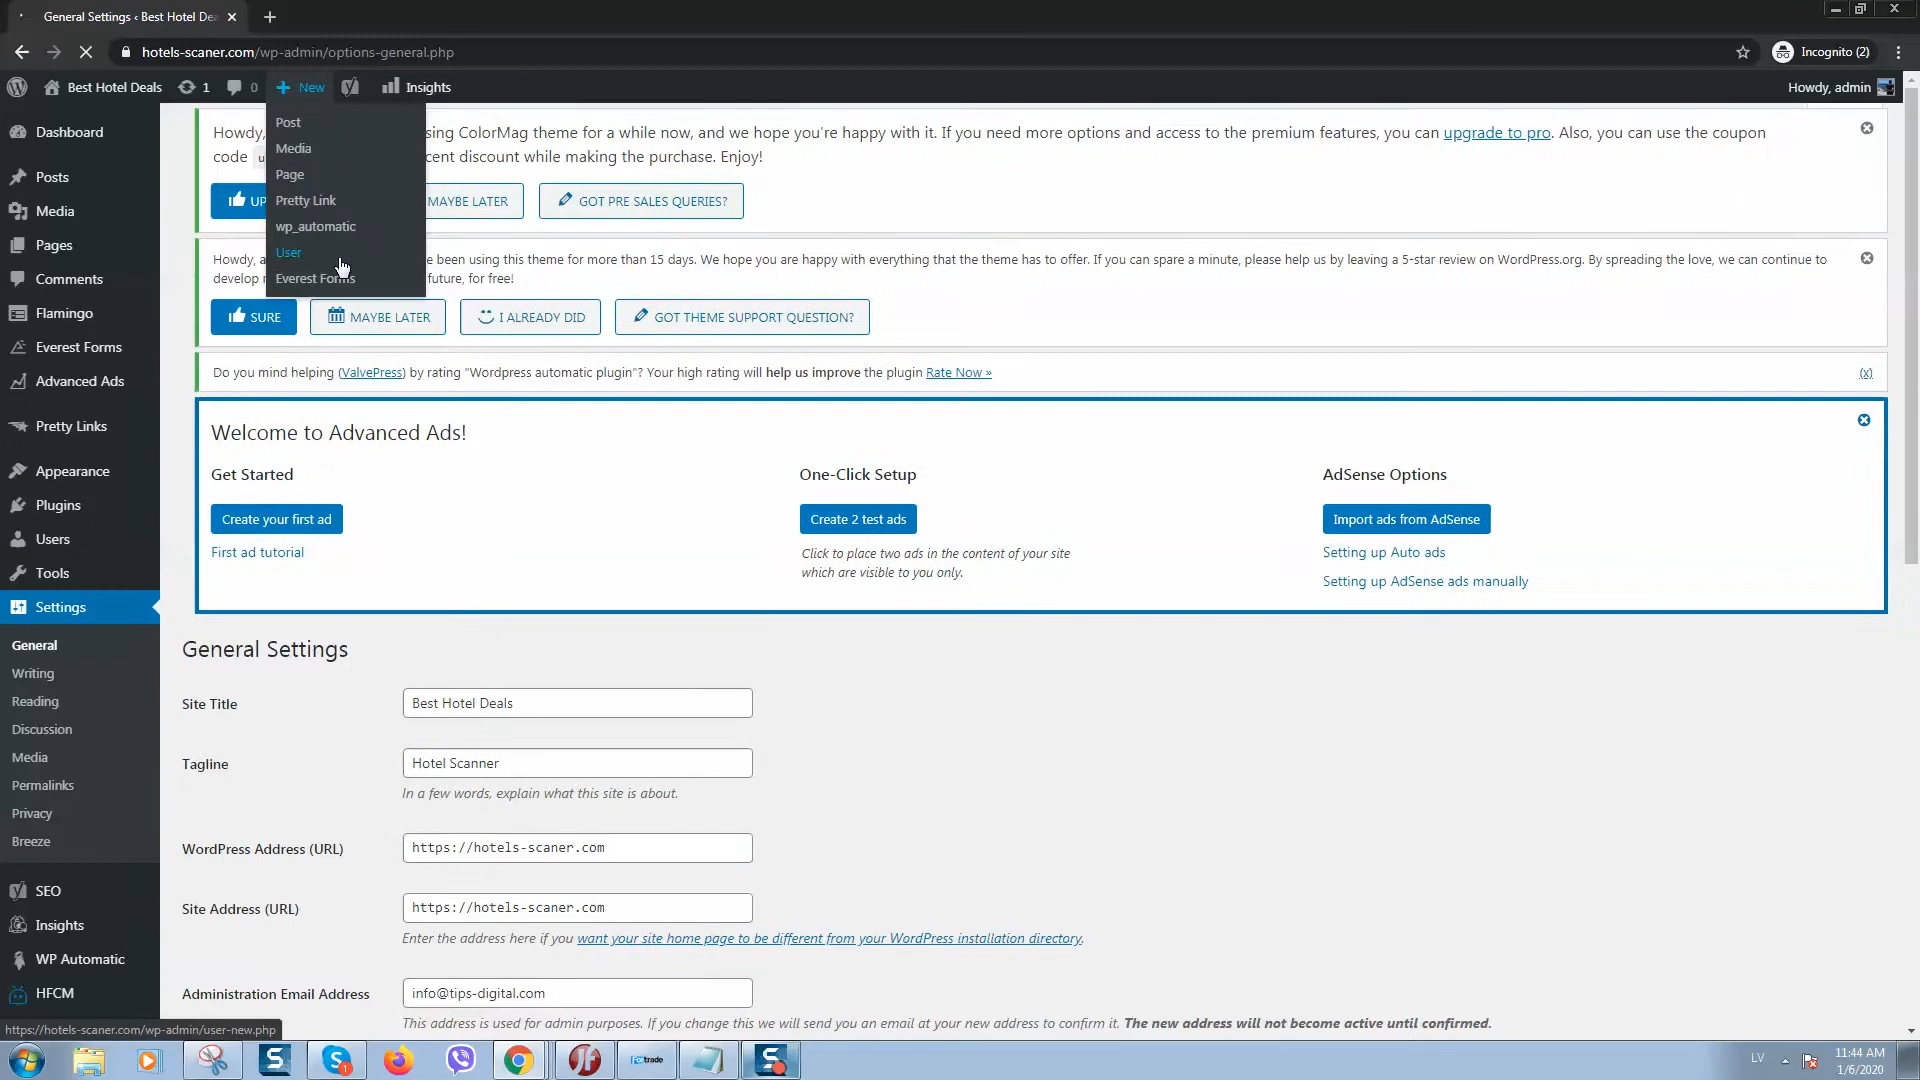 General Settings ‹ Best Hotel Dea
hotels-scaner.com/wp-admin/options-general.php
Incognito (2)
Best Hotel Deals
1
0
New
Insights
Howdy, admin
Post
Media
Page
Pretty Link
wp_automatic
User
Everest Forms
Dashboard
Posts
Media
Pages
Comments
Flamingo
Everest Forms
Advanced Ads
Pretty Links
Appearance
Plugins
Users
Tools
Settings
General
Writing
Reading
Discussion
Media
Permalinks
Privacy
Breeze
SEO
Insights
WP Automatic
HFCM
Howdy, sing ColorMag theme for a while now, and we hope you're happy with it. If you need more options and access to the premium features, you can upgrade to pro. Also, you can use the coupon
code u cent discount while making the purchase. Enjoy!
UP
MAYBE LATER
GOT PRE SALES QUERIES?
Howdy, a e been using this theme for more than 15 days. We hope you are happy with everything that the theme has to offer. If you can spare a minute, please help us by leaving a 5-star review on WordPress.org. By spreading the love, we can continue to
develop future, for free!
SURE
MAYBE LATER
I ALREADY DID
GOT THEME SUPPORT QUESTION?
Do you mind helping (ValvePress) by rating "Wordpress automatic plugin"? Your high rating will help us improve the plugin Rate Now »
(x)
Welcome to Advanced Ads!
Get Started
Create your first ad
First ad tutorial
One-Click Setup
Create 2 test ads
Click to place two ads in the content of your site
which are visible to you only.
AdSense Options
Import ads from AdSense
Setting up Auto ads
Setting up AdSense ads manually
General Settings
Site Title
Best Hotel Deals
Tagline
Hotel Scanner
In a few words, explain what this site is about.
WordPress Address (URL)
https://hotels-scaner.com
Site Address (URL)
https://hotels-scaner.com
Enter the address here if you want your site home page to be different from your WordPress installation directory.
Administration Email Address
info@tips-digital.com
This address is used for admin purposes. If you change this we will send you an email at your new address to confirm it. The new address will not become active until confirmed.
https://hotels-scaner.com/wp-admin/user-new.php
Fortrade
LV
11:44 AM
1/6/2020